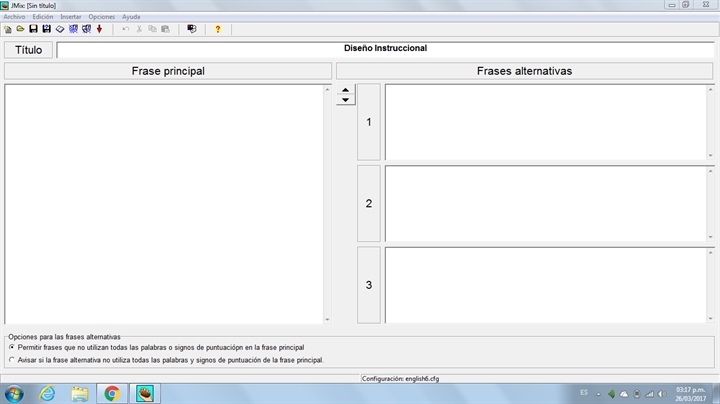 JMix: [Sin título]
Archivo Edición Insertar Opciones Ayuda
Título
Diseño Instruccional
Frase principal
Frases alternativas
1
2
3
Opciones para las frases alternativas
Permitir frases que no utilizan todas las palabras o signos de puntuaciópn en la frase principal
Avisar si la frase alternativa no utiliza todas las palabras y signos de puntuación de la frase principal.
Configuración: english6.cfg
ES
03:17 p.m.
26/03/2017